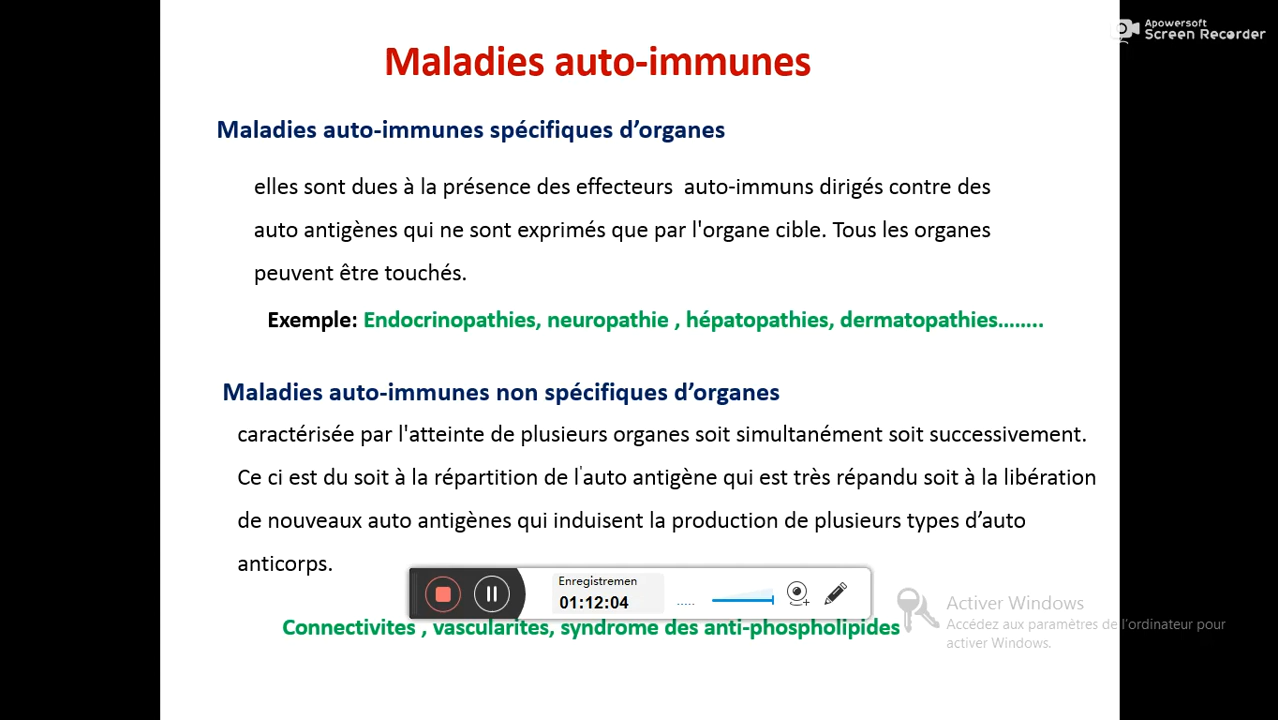 Apowersoft
Screen Recorder
Maladies auto-immunes
Maladies auto-immunes spécifiques d’organes
elles sont dues à la présence des effecteurs auto-immuns dirigés contre des
auto antigènes qui ne sont exprimés que par l'organe cible. Tous les organes
peuvent être touchés.
Exemple: Endocrinopathies, neuropathie , hépatopathies, dermatopathies……..
Maladies auto-immunes non spécifiques d’organes
caractérisée par l'atteinte de plusieurs organes soit simultanément soit successivement.
Ce ci est du soit à la répartition de l'auto antigène qui est très répandu soit à la libération
de nouveaux auto antigènes qui induisent la production de plusieurs types d’auto
anticorps.
Enregistremen
01:12:04
Connectivites , vascularites, syndrome des anti-phospholipides
Activer Windows
Accédez aux paramètres de l'ordinateur pour
activer Windows.